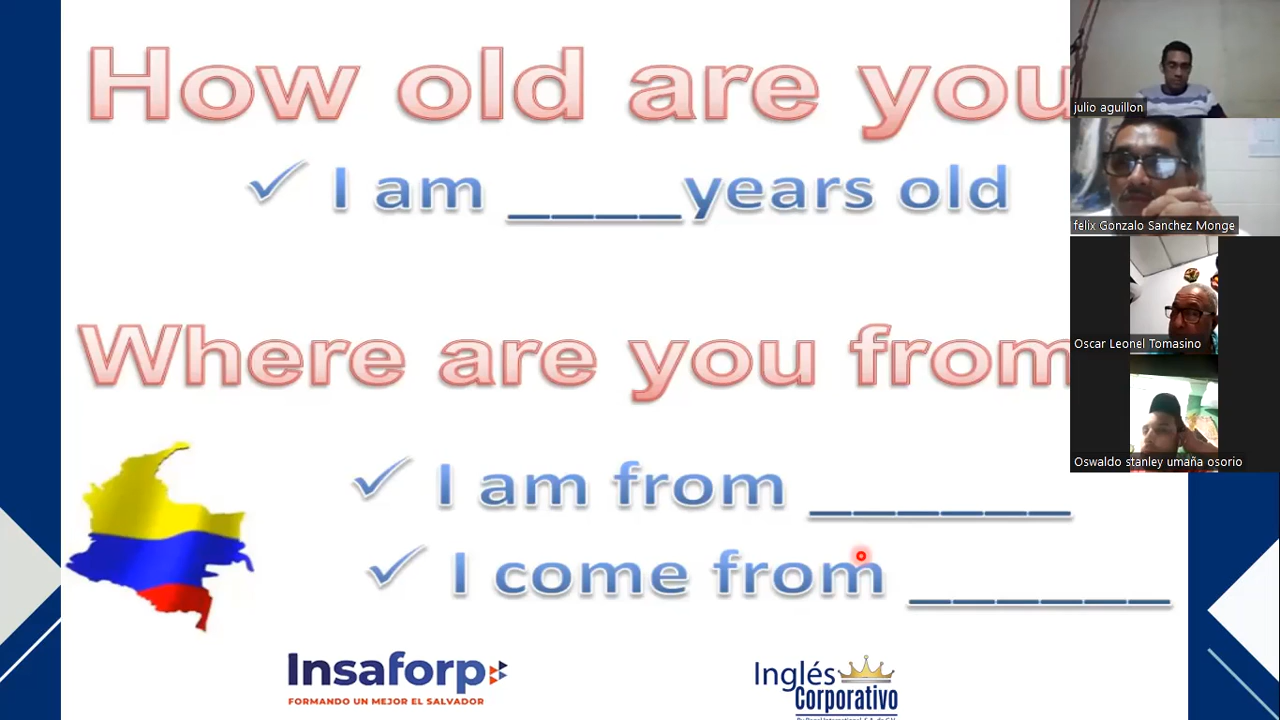 How old are you
✓ I am ____years old
Where are you from
✓ I am from ______
✓ I come from ______
Insaforp
FORMANDO UN MEJOR EL SALVADOR
Inglés
Corporativo
julio aguillon
felix Gonzalo Sanchez Monge
Oscar Leonel Tomasino
Oswaldo stanley umaña osorio